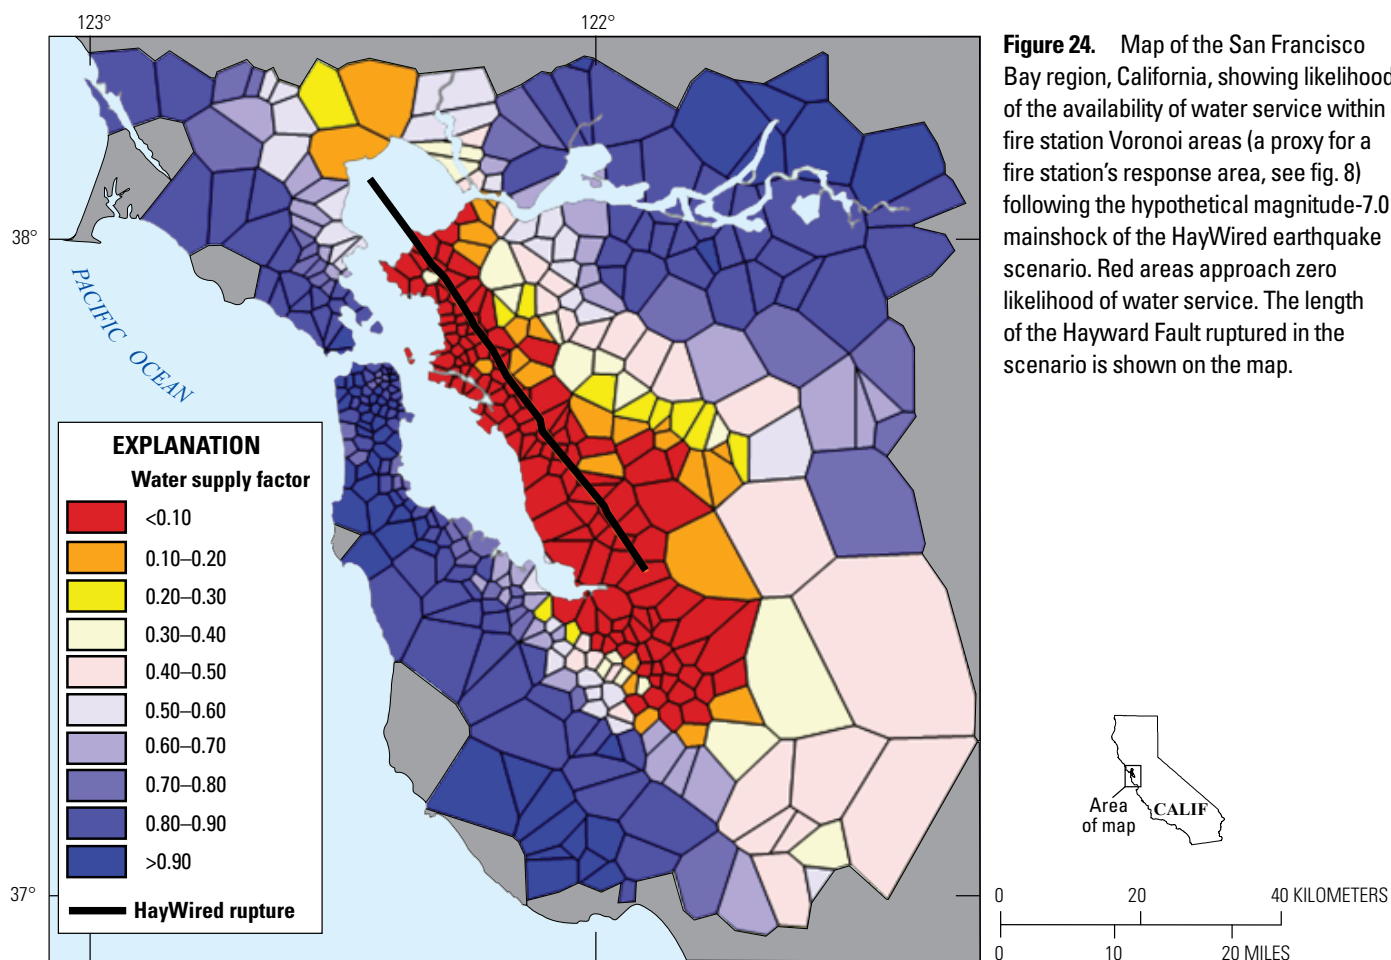 123°
122°
38°
37°
PACIFIC OCEAN
EXPLANATION
Water supply factor
<0.10
0.10–0.20
0.20–0.30
0.30–0.40
0.40–0.50
0.50–0.60
0.60–0.70
0.70–0.80
0.80–0.90
>0.90
HayWired rupture
Figure 24. Map of the San Francisco
Bay region, California, showing likelihood
of the availability of water service within
fire station Voronoi areas (a proxy for a
fire station's response area, see fig. 8)
following the hypothetical magnitude-7.0
mainshock of the HayWired earthquake
scenario. Red areas approach zero
likelihood of water service. The length
of the Hayward Fault ruptured in the
scenario is shown on the map.
Area
of map
CALIF
0 20 40 KILOMETERS
0 10 20 MILES